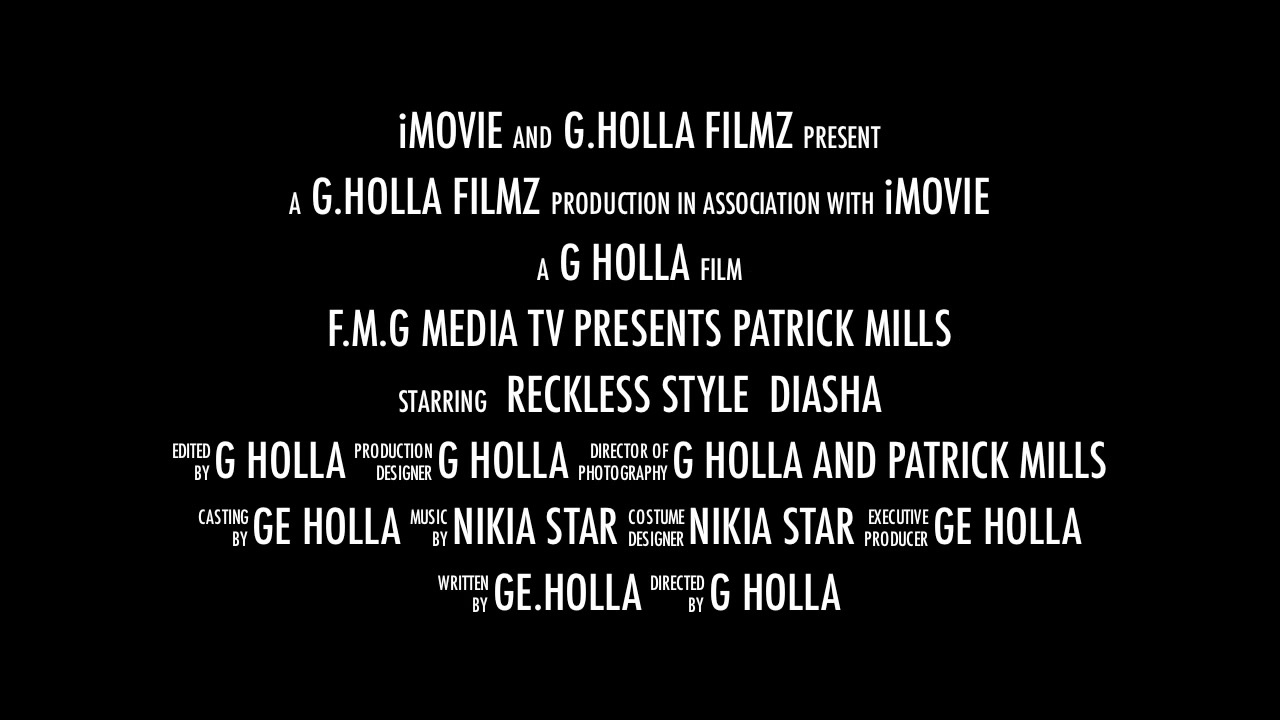 iMOVIE AND G.HOLLA FILMZ PRESENT
A G.HOLLA FILMZ PRODUCTION IN ASSOCIATION WITH iMOVIE
A G HOLLA FILM
F.M.G MEDIA TV PRESENTS PATRICK MILLS
STARRING RECKLESS STYLE DIASHA
EDITED BY G HOLLA PRODUCTION DESIGNER G HOLLA DIRECTOR OF PHOTOGRAPHY G HOLLA AND PATRICK MILLS
CASTING BY GE HOLLA MUSIC BY NIKIA STAR COSTUME DESIGNER NIKIA STAR EXECUTIVE PRODUCER GE HOLLA
WRITTEN BY GE.HOLLA DIRECTED BY G HOLLA